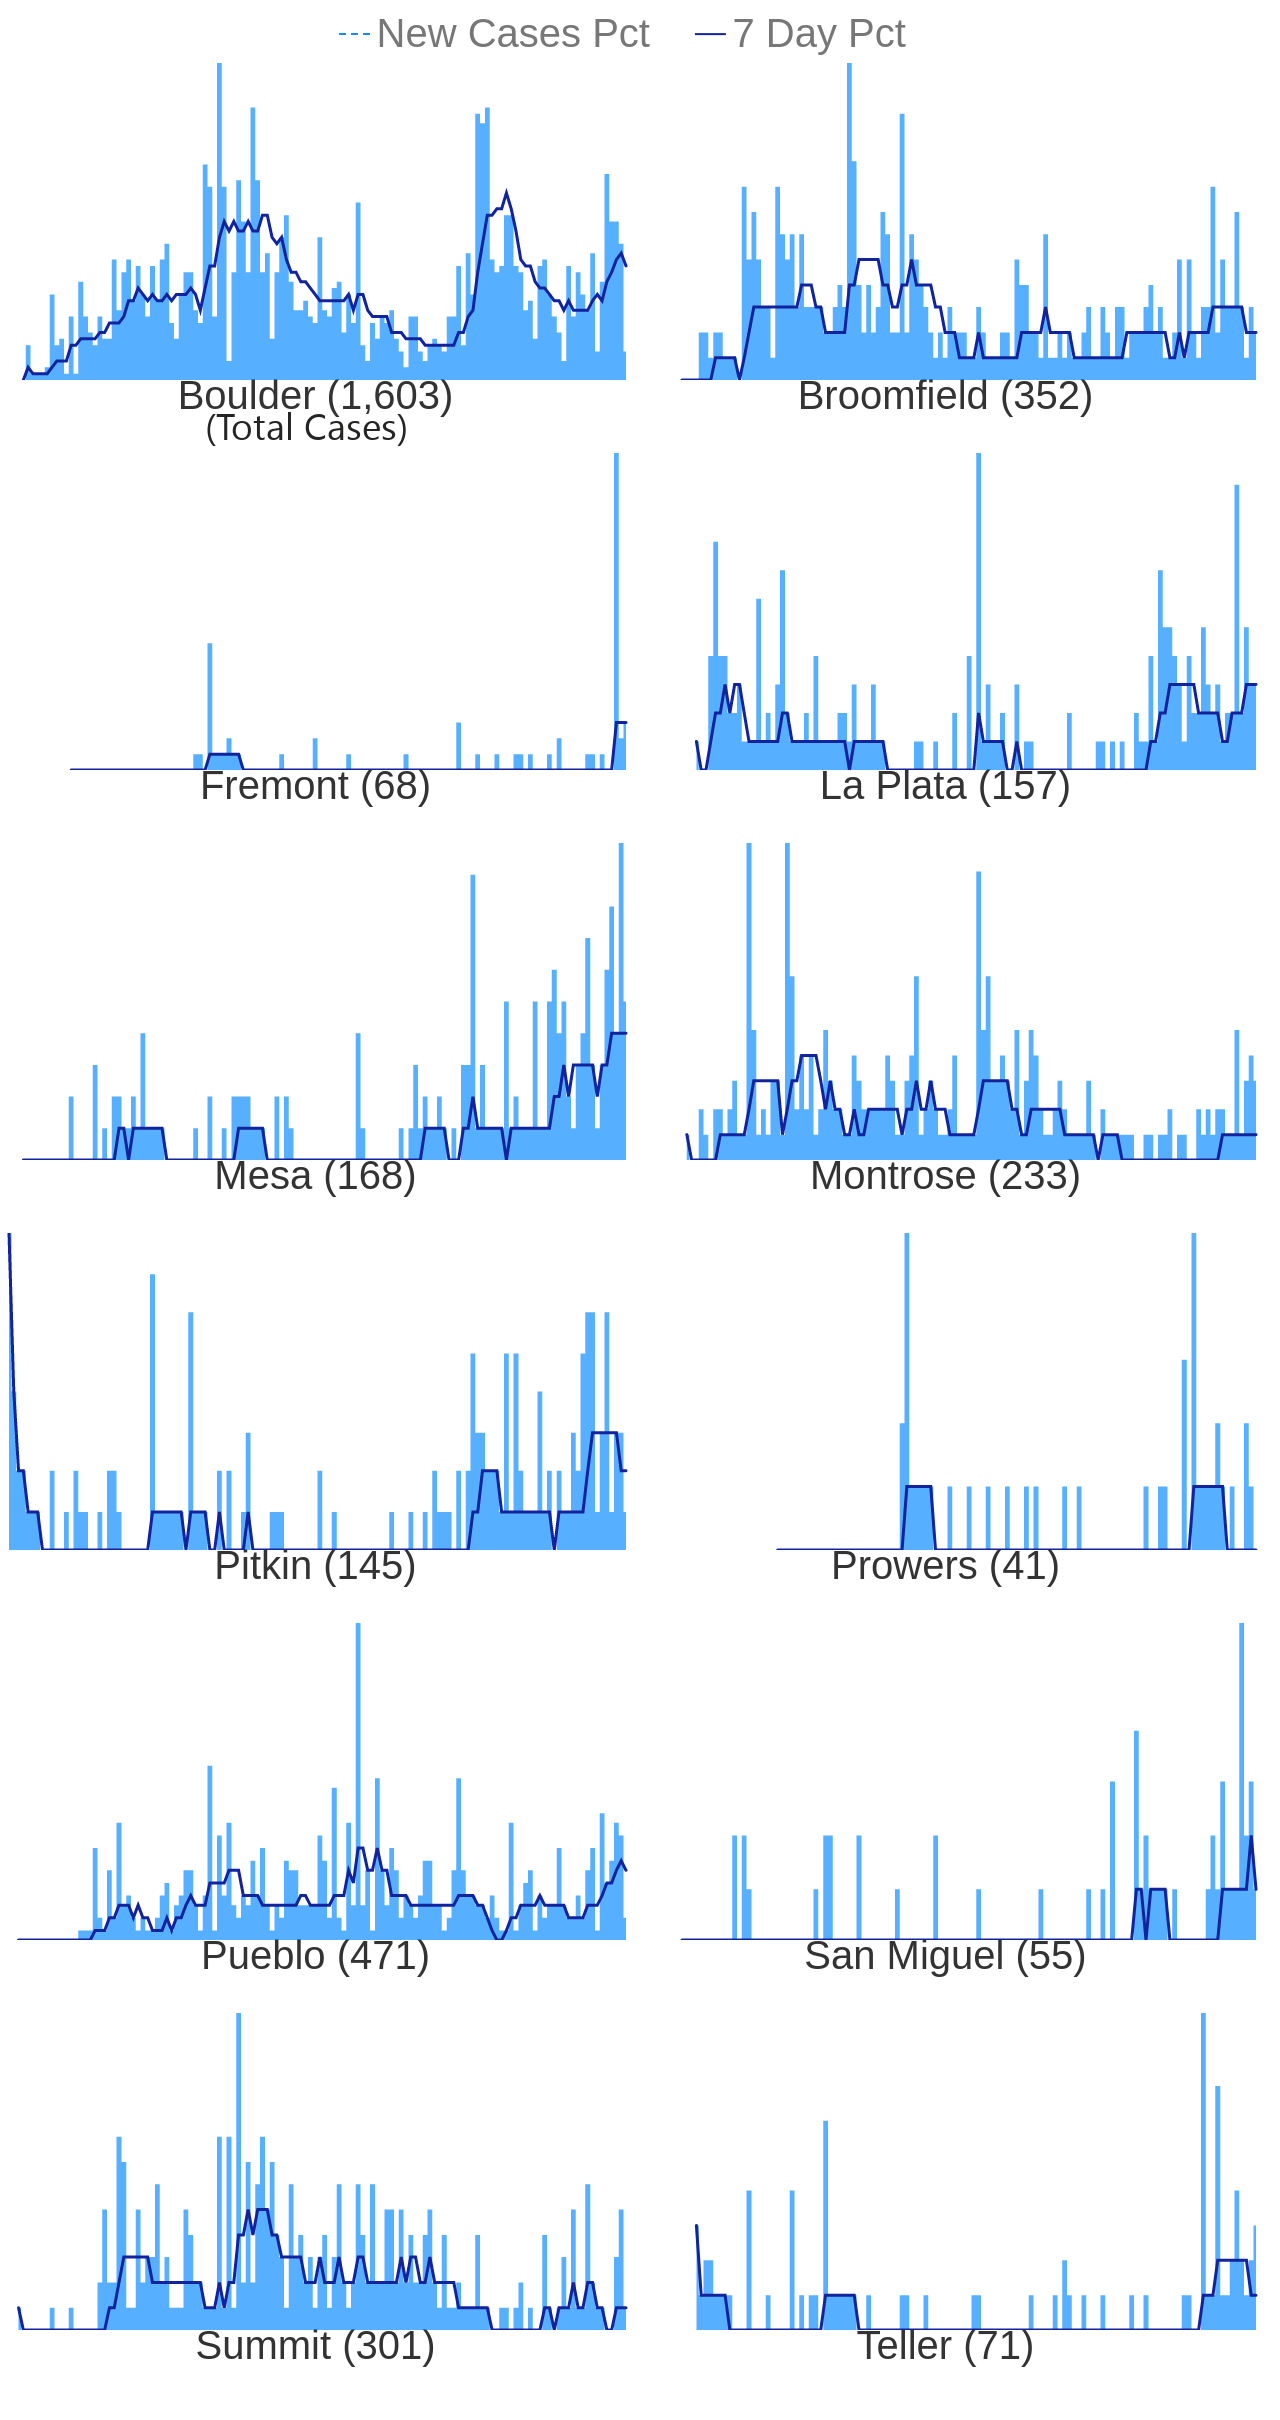 New Cases Pct 7 Day Pct
Boulder (1,603) Broomfield (352)
(Total Cases)
Fremont (68) La Plata (157)
Mesa (168) Montrose (233)
Pitkin (145) Prowers (41)
Pueblo (471) San Miguel (55)
Summit (301) Teller (71)